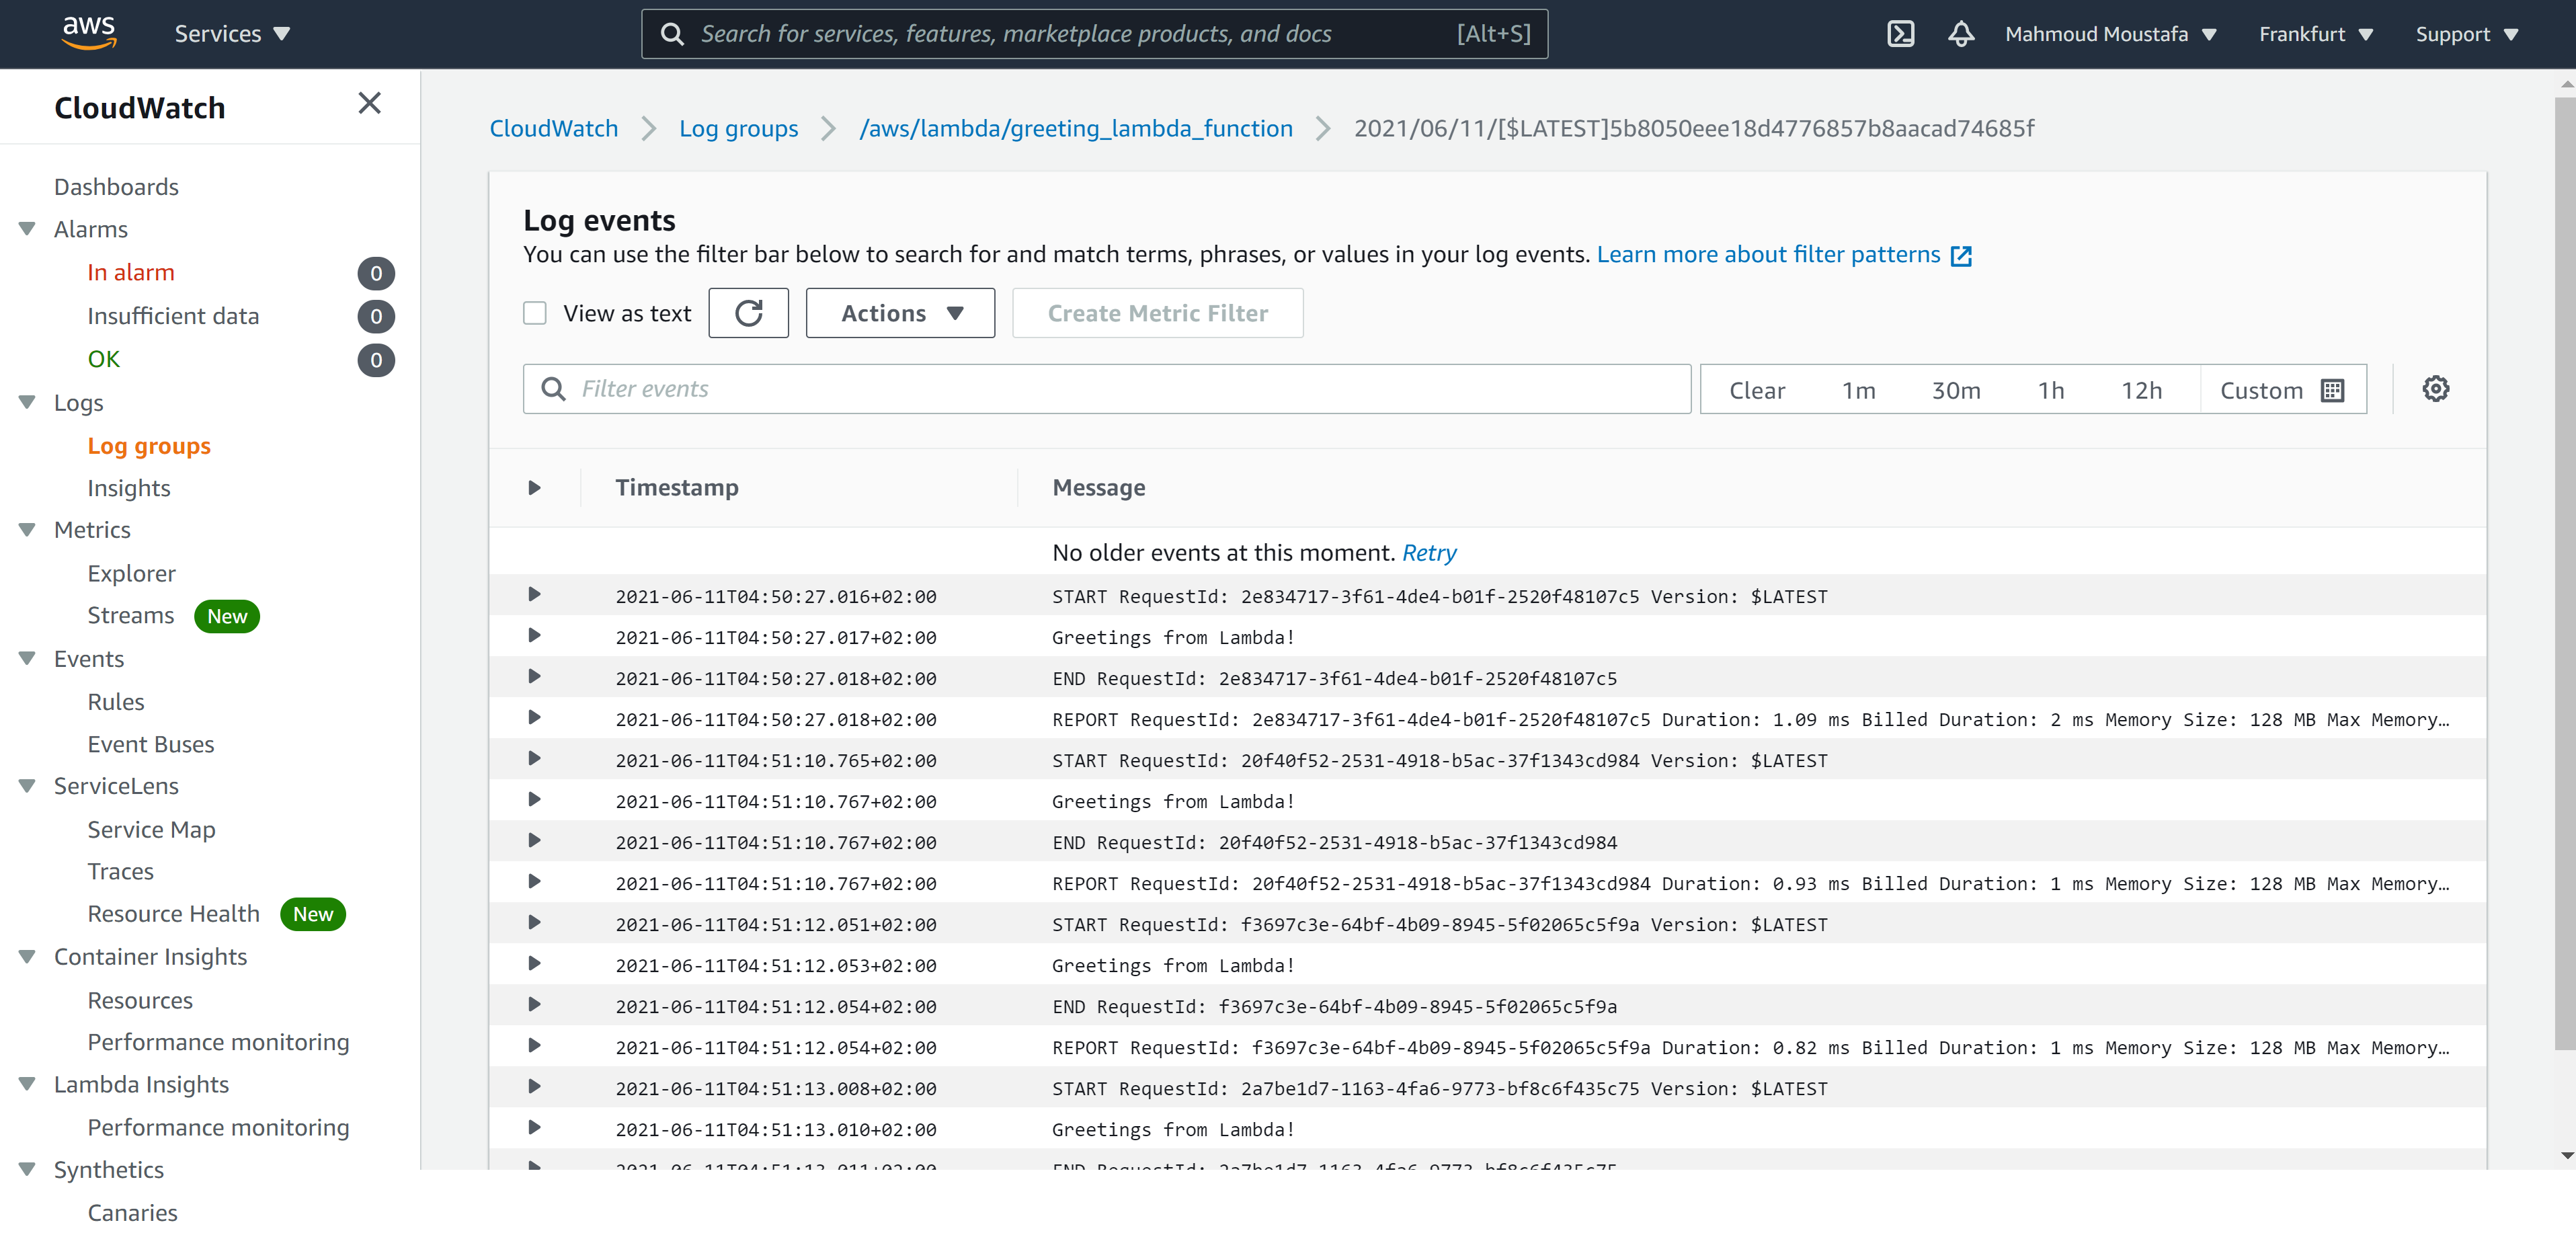 aws
Services
Search for services, features, marketplace products, and docs [Alt+S]
Mahmoud Moustafa
Frankfurt
Support
CloudWatch
Dashboards
Alarms
In alarm 0
Insufficient data 0
OK 0
Logs
Log groups
Insights
Metrics
Explorer
Streams New
Events
Rules
Event Buses
ServiceLens
Service Map
Traces
Resource Health New
Container Insights
Resources
Performance monitoring
Lambda Insights
Performance monitoring
Synthetics
Canaries
CloudWatch Log groups /aws/lambda/greeting_lambda_function 2021/06/11/[$LATEST]5b8050eee18d4776857b8aacad74685f
Log events
You can use the filter bar below to search for and match terms, phrases, or values in your log events. Learn more about filter patterns
View as text Actions Create Metric Filter
Filter events Clear 1m 30m 1h 12h Custom
Timestamp Message
No older events at this moment. Retry
2021-06-11T04:50:27.016+02:00 START RequestId: 2e834717-3f61-4de4-b01f-2520f48107c5 Version: $LATEST
2021-06-11T04:50:27.017+02:00 Greetings from Lambda!
2021-06-11T04:50:27.018+02:00 END RequestId: 2e834717-3f61-4de4-b01f-2520f48107c5
2021-06-11T04:50:27.018+02:00 REPORT RequestId: 2e834717-3f61-4de4-b01f-2520f48107c5 Duration: 1.09 ms Billed Duration: 2 ms Memory Size: 128 MB Max Memory…
2021-06-11T04:51:10.765+02:00 START RequestId: 20f40f52-2531-4918-b5ac-37f1343cd984 Version: $LATEST
2021-06-11T04:51:10.767+02:00 Greetings from Lambda!
2021-06-11T04:51:10.767+02:00 END RequestId: 20f40f52-2531-4918-b5ac-37f1343cd984
2021-06-11T04:51:10.767+02:00 REPORT RequestId: 20f40f52-2531-4918-b5ac-37f1343cd984 Duration: 0.93 ms Billed Duration: 1 ms Memory Size: 128 MB Max Memory…
2021-06-11T04:51:12.051+02:00 START RequestId: f3697c3e-64bf-4b09-8945-5f02065c5f9a Version: $LATEST
2021-06-11T04:51:12.053+02:00 Greetings from Lambda!
2021-06-11T04:51:12.054+02:00 END RequestId: f3697c3e-64bf-4b09-8945-5f02065c5f9a
2021-06-11T04:51:12.054+02:00 REPORT RequestId: f3697c3e-64bf-4b09-8945-5f02065c5f9a Duration: 0.82 ms Billed Duration: 1 ms Memory Size: 128 MB Max Memory…
2021-06-11T04:51:13.008+02:00 START RequestId: 2a7be1d7-1163-4fa6-9773-bf8c6f435c75 Version: $LATEST
2021-06-11T04:51:13.010+02:00 Greetings from Lambda!
2021-06-11T04:51:13.011+02:00 END RequestId: 2a7be1d7-1163-4fa6-9773-bf8c6f435c75